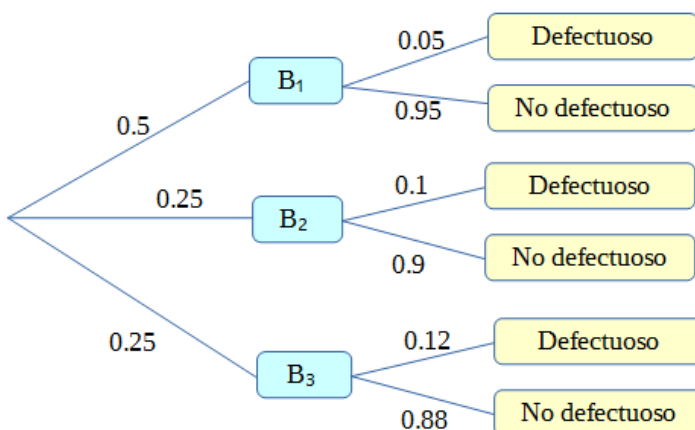 0.05
Defectuoso
B₁
0.95
No defectuoso
0.5
0.25
B₂
0.1
Defectuoso
0.9
No defectuoso
0.25
B₃
0.12
Defectuoso
0.88
No defectuoso